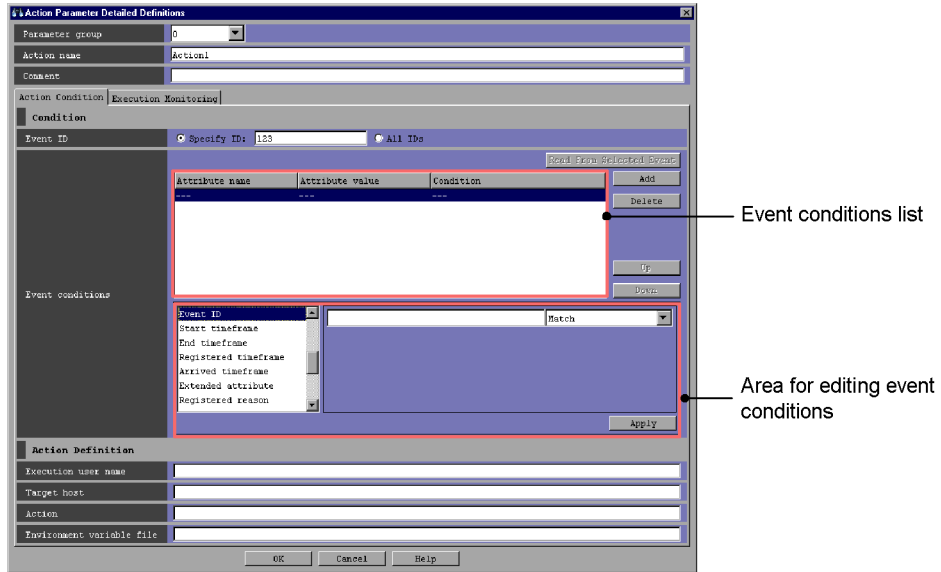 Action Parameter Detailed Definitions
Parameter group 0
Action name Action1
Comment
Action Condition Execution Monitoring
Condition
Event ID Specify ID: 123 All IDs
Read From Selected Event
Attribute name Attribute value Condition Add
--- --- --- Delete
Event conditions list
Up
Down
Event conditions
Event ID Match
Start timeframe
End timeframe
Registered timeframe
Arrived timeframe
Extended attribute
Registered reason
Apply
Area for editing event
conditions
Action Definition
Execution user name
Target host
Action
Environment variable file
OK Cancel Help